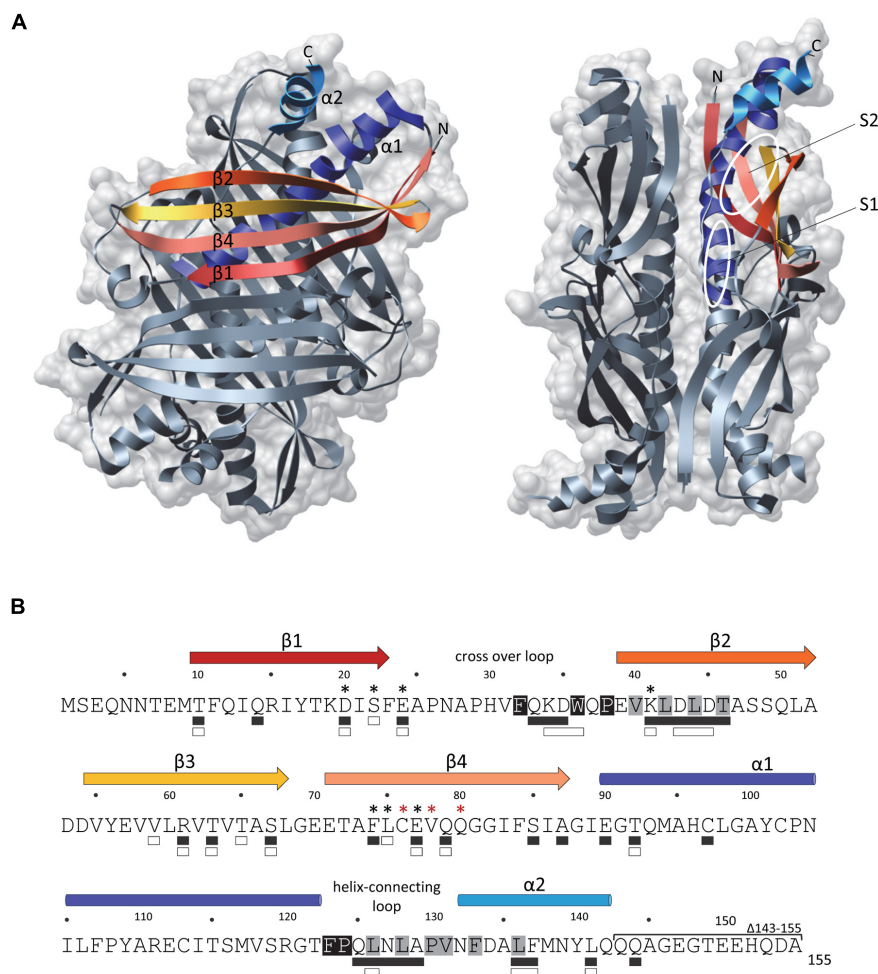 A
C
α2
α1
N
β2
β3
β4
β1
N
C
S2
S1
B
β1 cross over loop β2
10 20 30 40 50
* * * *
MSEQNNTEMTFQIQRIYTKDISFEAPNAPHVFQKDWQPEVKLDLDTASSQLA
β3 β4 α1
60 70 80 90 100
* * * * * *
DDVYEVVLRVTVTASLGEETAFLCEVQQGGIFSIAGIEGTQMAHCLGAYCPN
helix-connecting loop α2
110 120 130 140 150 Δ143-155
ILFPYARECITSMVSRGTFPQLNLAPVNFDALFMNYLQQQAGEGTEEHQDA
155